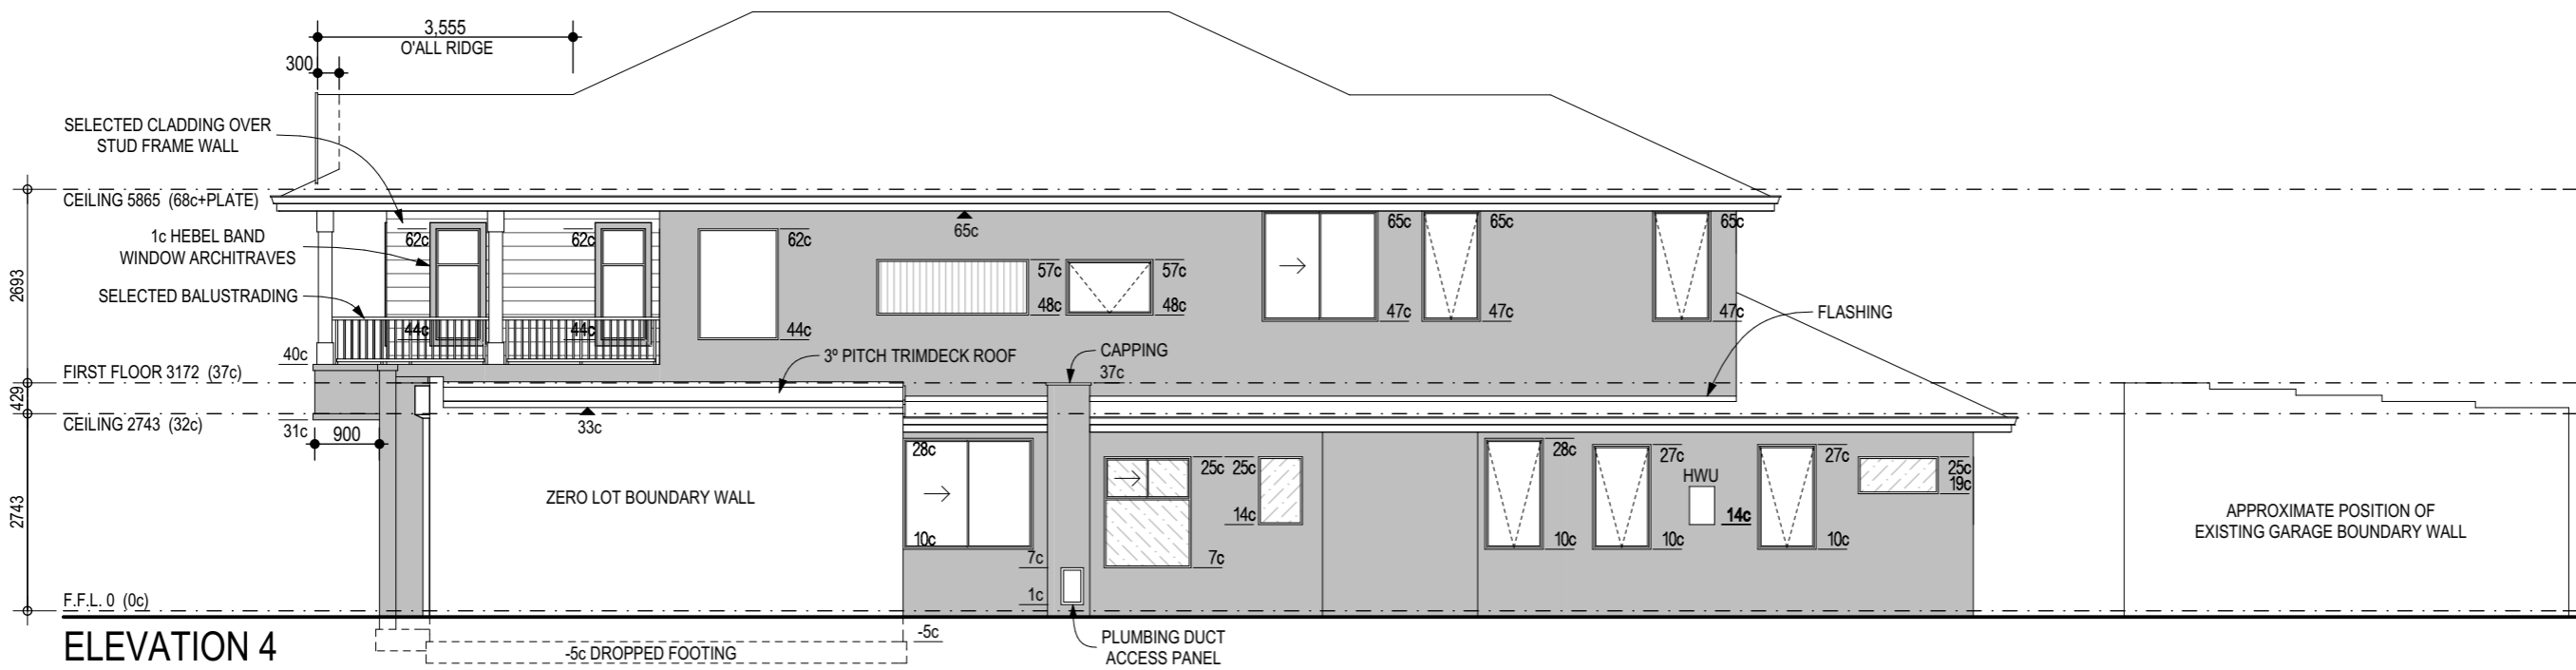 3,555
O'ALL RIDGE
300
SELECTED CLADDING OVER
STUD FRAME WALL
CEILING 5865 (68c+PLATE)
1c HEBEL BAND
WINDOW ARCHITRAVES
SELECTED BALUSTRADING
2693
62c
62c
62c
65c
65c
65c
65c
57c
57c
48c
48c
47c
47c
47c
44c
44c
44c
FLASHING
40c
3º PITCH TRIMDECK ROOF
CAPPING
37c
FIRST FLOOR 3172 (37c)
429
CEILING 2743 (32c)
31c
900
33c
2743
28c
25c
25c
28c
27c
27c
25c
19c
HWU
14c
14c
ZERO LOT BOUNDARY WALL
10c
10c
10c
10c
7c
7c
1c
APPROXIMATE POSITION OF
EXISTING GARAGE BOUNDARY WALL
F.F.L. 0 (0c)
ELEVATION 4
-5c
-5c DROPPED FOOTING
PLUMBING DUCT
ACCESS PANEL